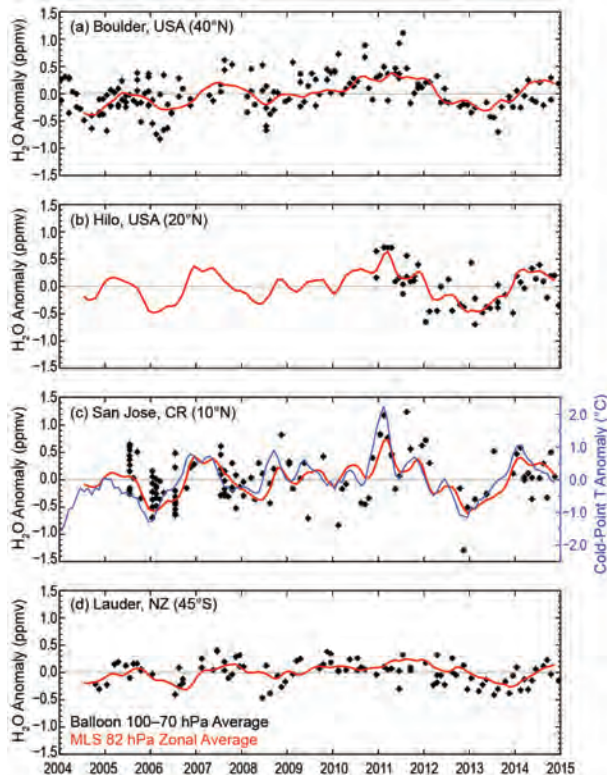 (a) Boulder, USA (40°N)
H₂O Anomaly (ppmv)
1.5
1.0
0.5
0.0
−0.5
−1.0
−1.5
(b) Hilo, USA (20°N)
H₂O Anomaly (ppmv)
1.5
1.0
0.5
0.0
−0.5
−1.0
−1.5
(c) San Jose, CR (10°N)
H₂O Anomaly (ppmv)
1.5
1.0
0.5
0.0
−0.5
−1.0
−1.5
2.0
1.0
0.0
−1.0
−2.0
Cold-Point T Anomaly (°C)
(d) Lauder, NZ (45°S)
H₂O Anomaly (ppmv)
1.5
1.0
0.5
0.0
−0.5
−1.0
−1.5
Balloon 100–70 hPa Average
MLS 82 hPa Zonal Average
2004 2005 2006 2007 2008 2009 2010 2011 2012 2013 2014 2015